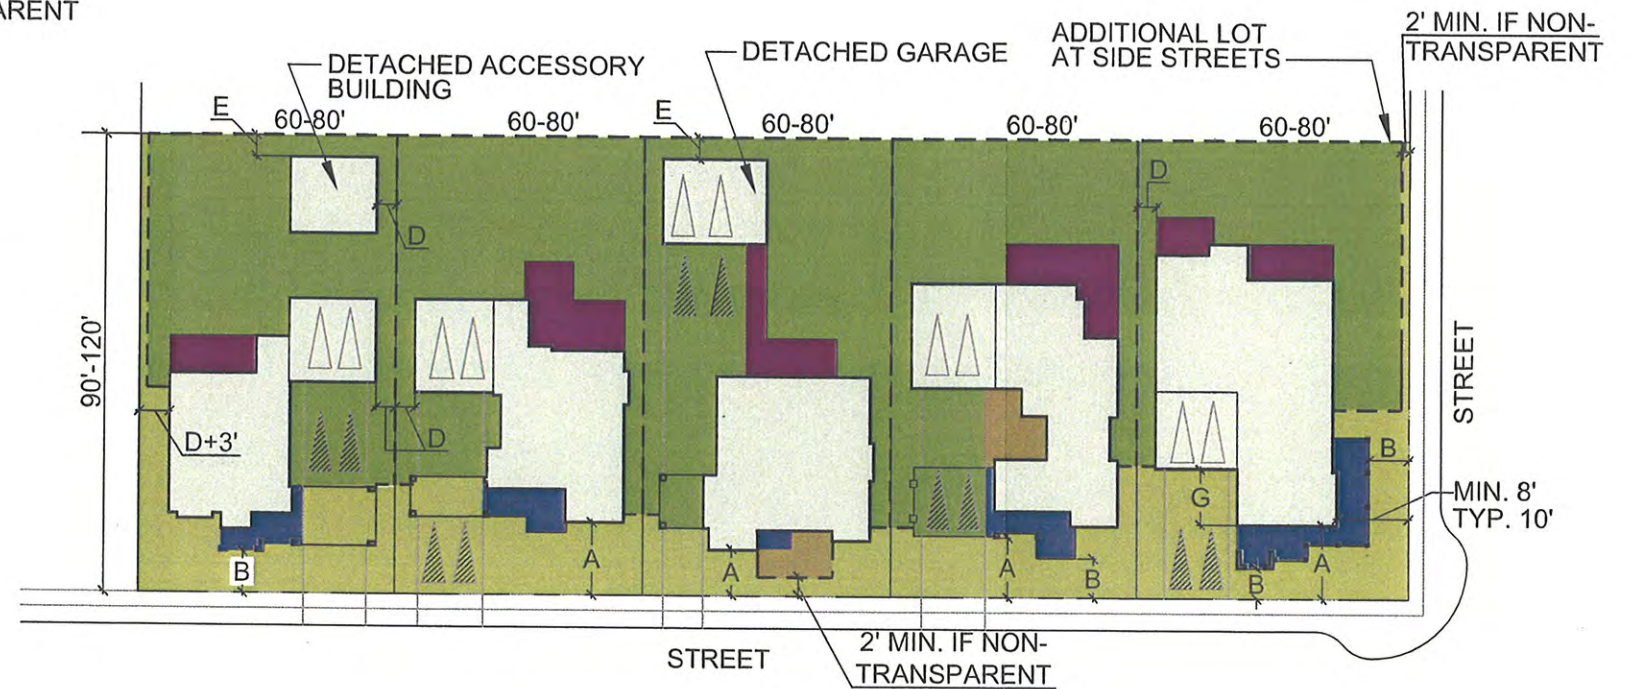 ARENT
DETACHED ACCESSORY
BUILDING
DETACHED GARAGE
ADDITIONAL LOT
AT SIDE STREETS
2' MIN. IF NON-
TRANSPARENT
E
60-80'
60-80'
E
60-80'
60-80'
60-80'
D
D
90'-120'
D+3'
D
STREET
B
G
MIN. 8'
TYP. 10'
B
A
A
A
B
B
A
STREET
2' MIN. IF NON-
TRANSPARENT